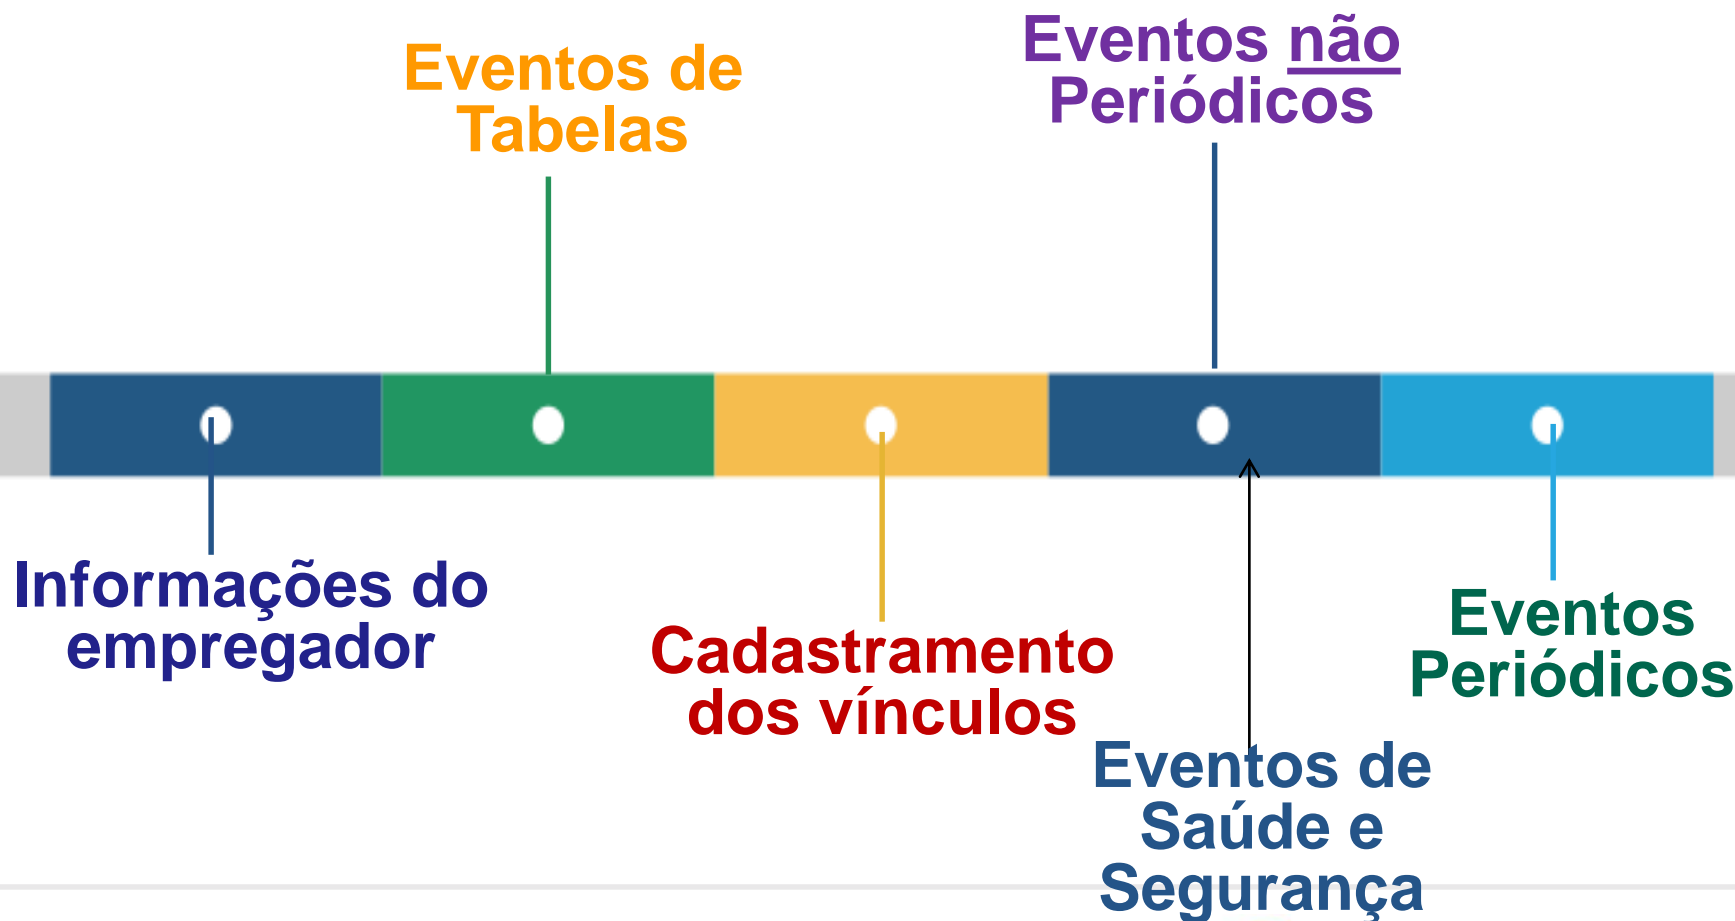 Eventos de
Tabelas
Eventos não
Periódicos
Informações do
empregador
Cadastramento
dos vínculos
Eventos de
Saúde e
Segurança
Eventos
Periódicos